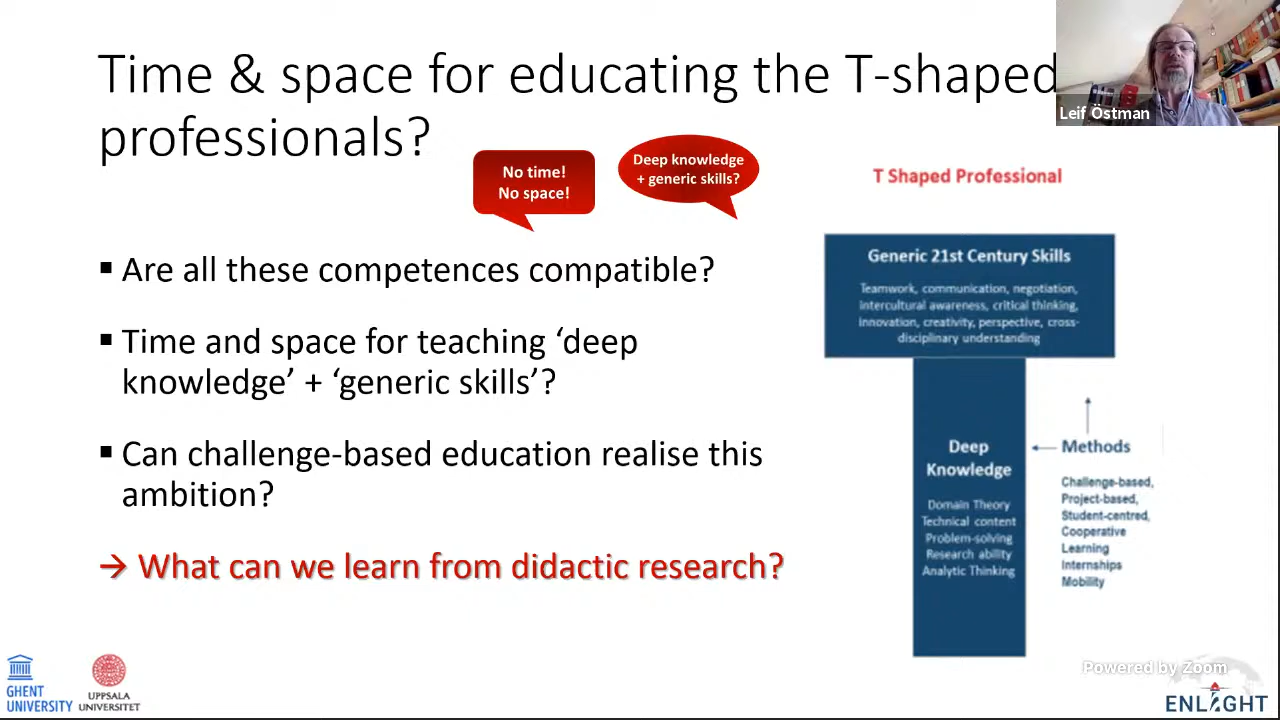 Time & space for educating the T-shaped
professionals?
Leif Östman
No time!
No space!
Deep knowledge
+ generic skills?
▪ Are all these competences compatible?
▪ Time and space for teaching ‘deep
knowledge’ + ‘generic skills’?
▪ Can challenge-based education realise this
ambition?
→ What can we learn from didactic research?
T Shaped Professional
Generic 21st Century Skills
Teamwork, communication, negotiation,
intercultural awareness, critical thinking,
innovation, creativity, perspective, cross-
disciplinary understanding
Deep
Knowledge
Domain Theory
Technical content
Problem-solving
Research ability
Analytic Thinking
Methods
Challenge-based,
Project-based,
Student-centred,
Cooperative
Learning
Internships
Mobility
GHENT
UNIVERSITY
UPPSALA
UNIVERSITET
Powered by Zoom
ENLIGHT